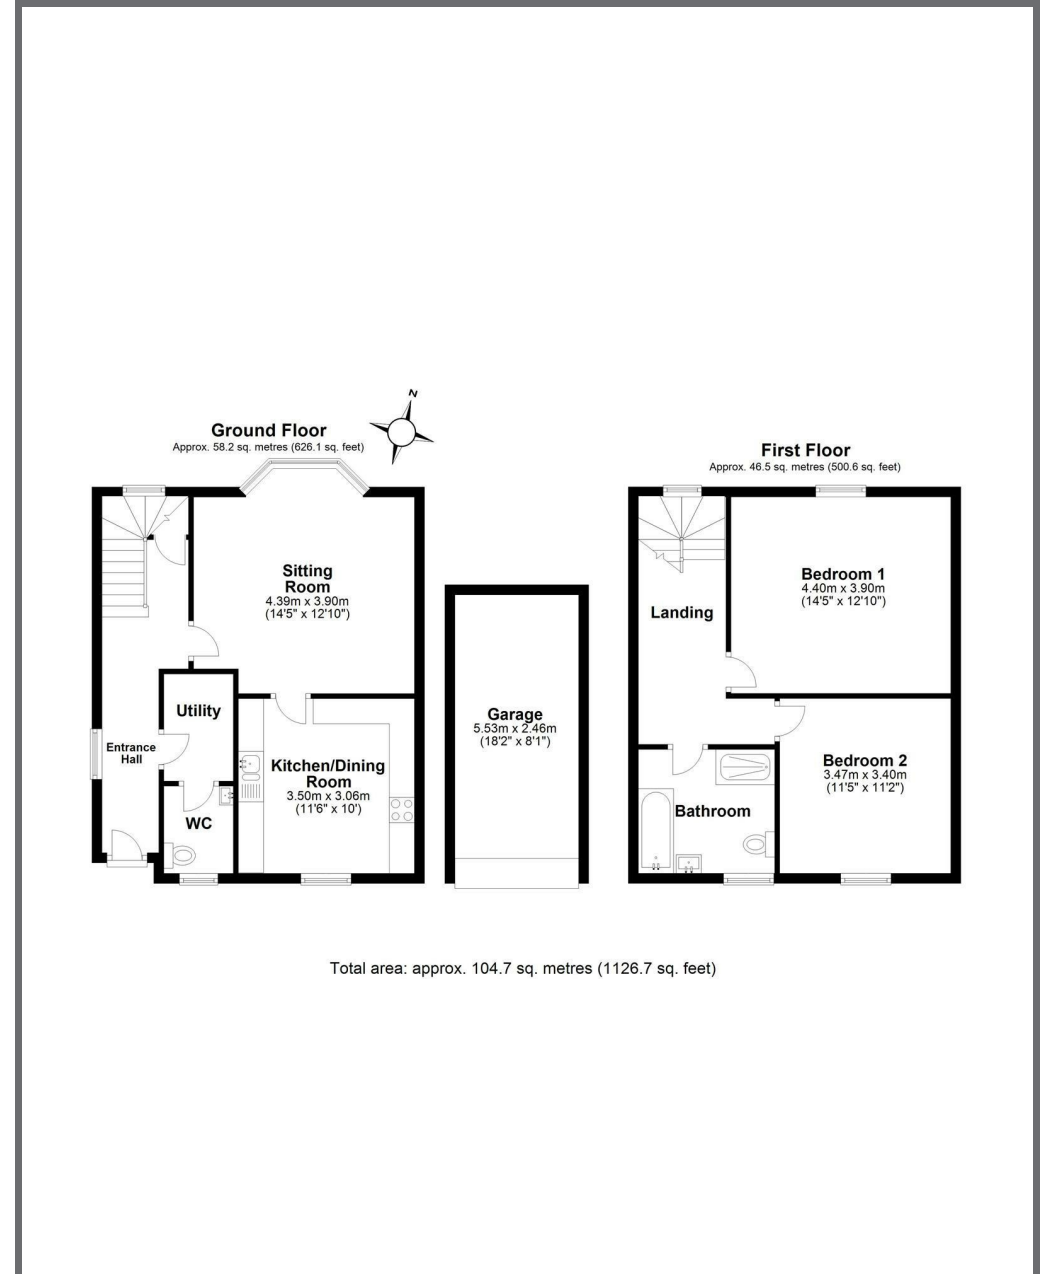 N
Ground Floor
Approx. 58.2 sq. metres (626.1 sq. feet)
Sitting
Room
4.39m x 3.90m
(14'5" x 12'10")
Utility
Entrance
Hall
Kitchen/Dining
Room
3.50m x 3.06m
(11'6" x 10')
WC
Garage
5.53m x 2.46m
(18'2" x 8'1")
First Floor
Approx. 46.5 sq. metres (500.6 sq. feet)
Bedroom 1
4.40m x 3.90m
(14'5" x 12'10")
Landing
Bedroom 2
3.47m x 3.40m
(11'5" x 11'2")
Bathroom
Total area: approx. 104.7 sq. metres (1126.7 sq. feet)